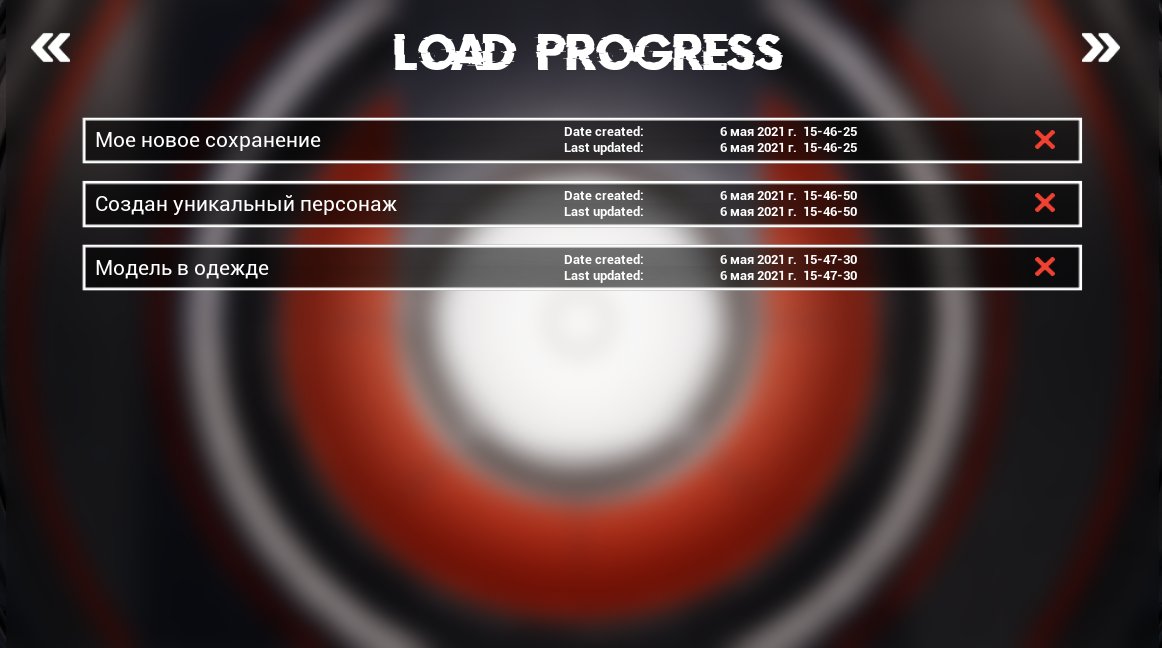 LOAD PROGRESS
Мое новое сохранение
Date created: 6 мая 2021 г. 15-46-25
Last updated: 6 мая 2021 г. 15-46-25
Создан уникальный персонаж
Date created: 6 мая 2021 г. 15-46-50
Last updated: 6 мая 2021 г. 15-46-50
Модель в одежде
Date created: 6 мая 2021 г. 15-47-30
Last updated: 6 мая 2021 г. 15-47-30